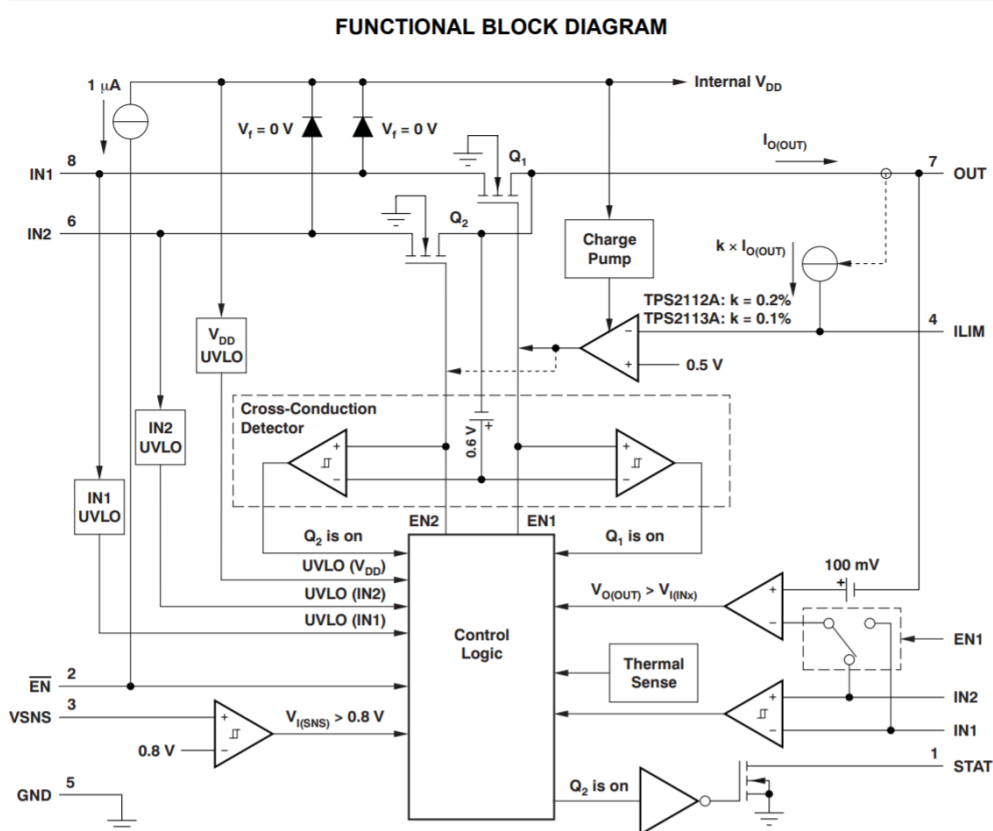 FUNCTIONAL BLOCK DIAGRAM
1 μA
Internal V_DD
V_f = 0 V
V_f = 0 V
I_O(OUT)
8
IN1
Q_1
7
OUT
6
IN2
Q_2
Charge
Pump
k × I_O(OUT)
TPS2112A: k = 0.2%
TPS2113A: k = 0.1%
4
ILIM
−
+
0.5 V
V_DD
UVLO
Cross-Conduction
Detector
IN2
UVLO
0.6 V
+
+
−
+
−
IN1
UVLO
EN2
EN1
Q_2 is on
Q_1 is on
UVLO (V_DD)
UVLO (IN2)
UVLO (IN1)
100 mV
+
V_O(OUT) > V_I(INx)
+
−
EN1
Control
Logic
Thermal
Sense
2
E̅N̅
3
VSNS
+
−
V_I(SNS) > 0.8 V
0.8 V
+
−
IN2
IN1
1
STAT
Q_2 is on
5
GND